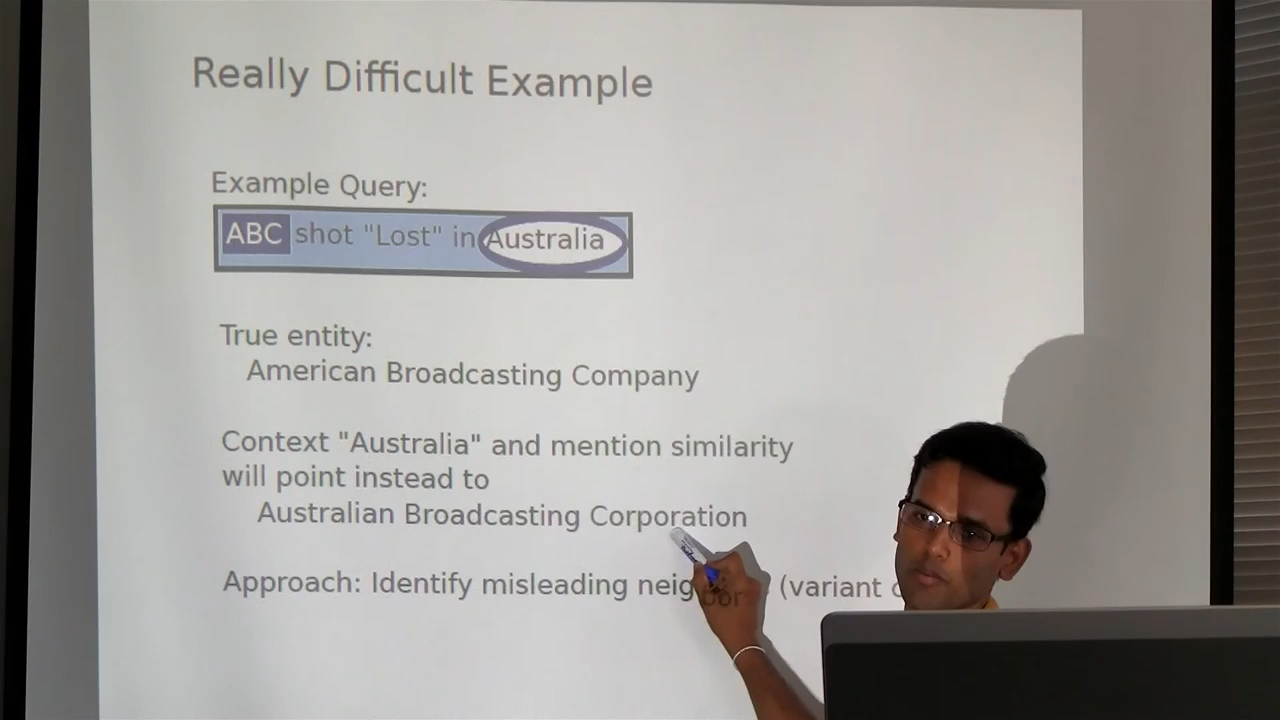 Really Difficult Example
Example Query:
ABC shot "Lost" in Australia
True entity:
American Broadcasting Company
Context "Australia" and mention similarity
will point instead to
Australian Broadcasting Corporation
Approach: Identify misleading (variant